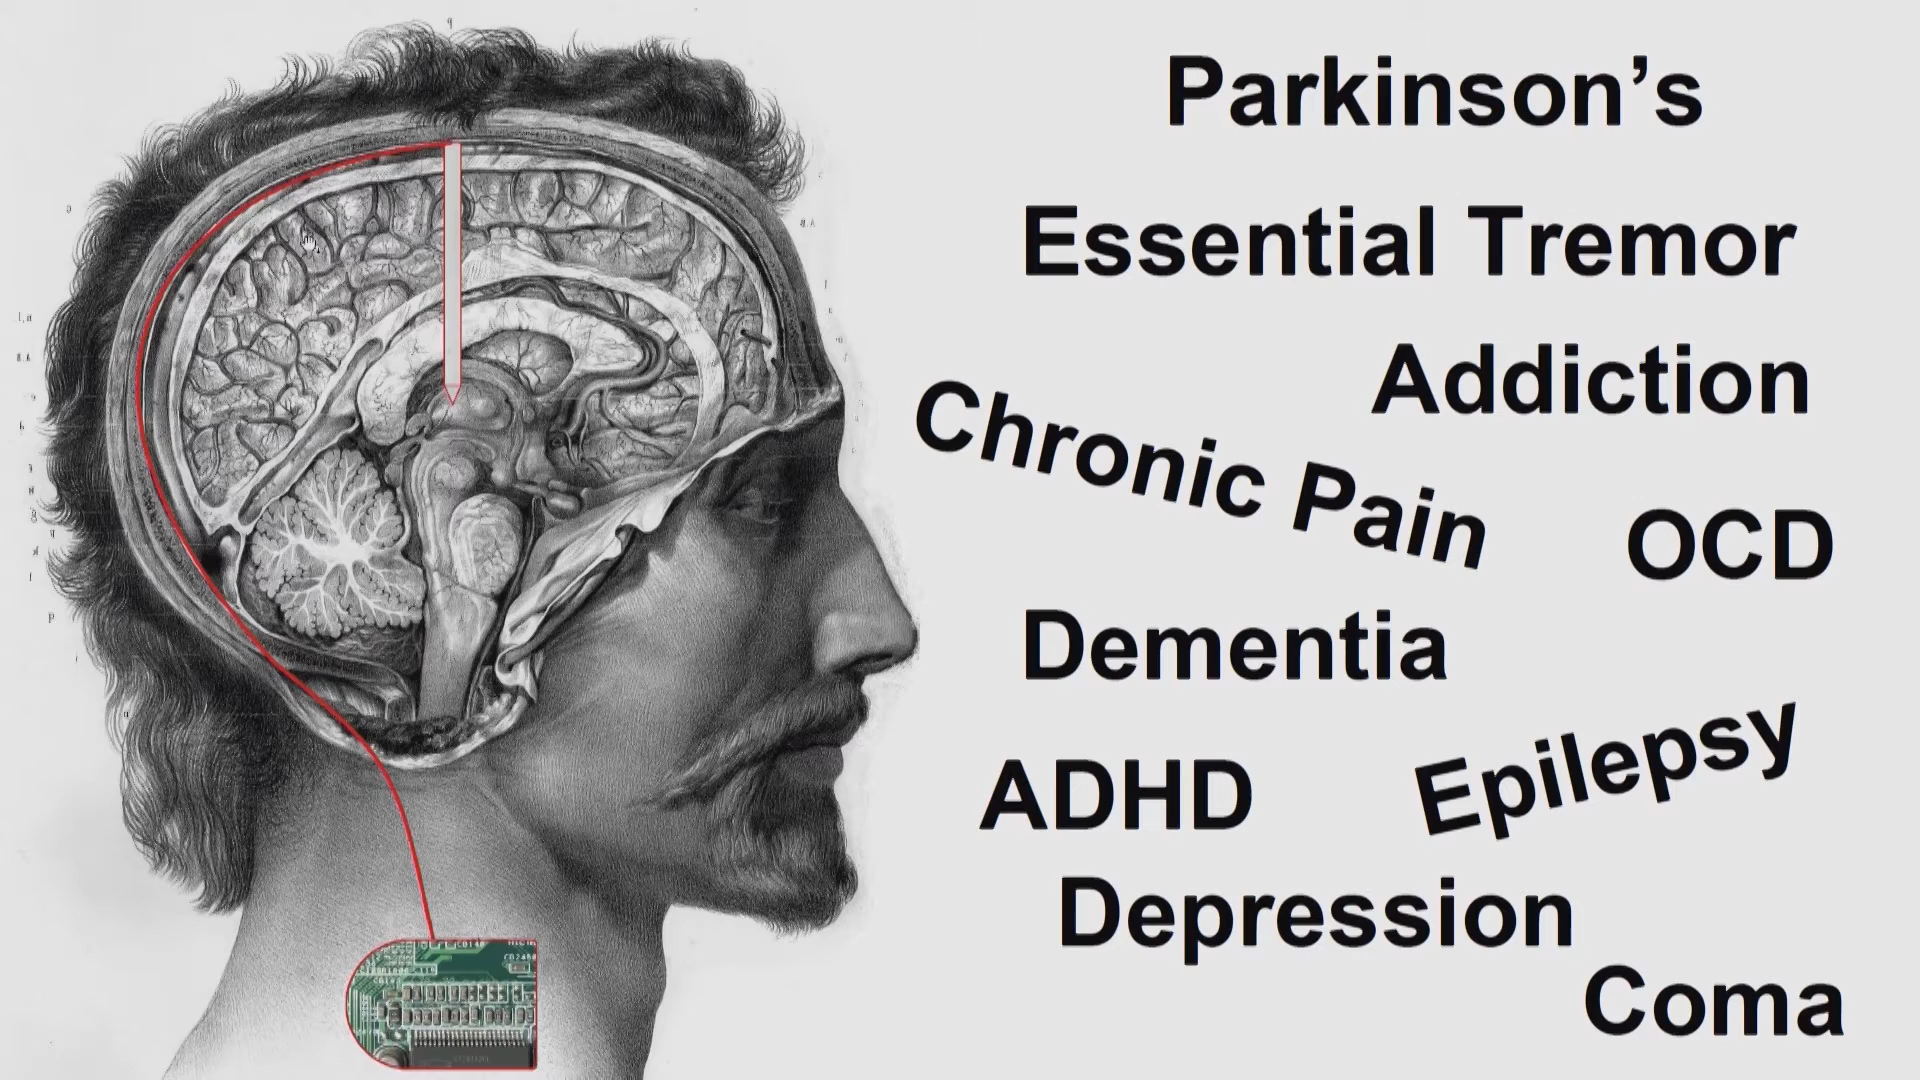 Parkinson’s
Essential Tremor
Addiction
Chronic Pain
OCD
Dementia
Epilepsy
ADHD
Depression
Coma